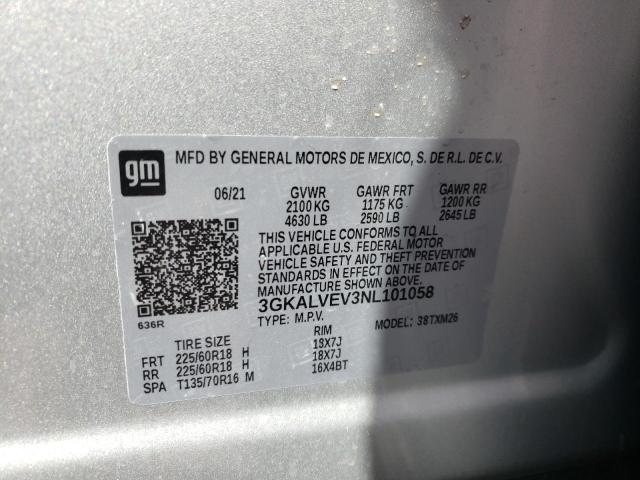 gm MFD BY GENERAL MOTORS DE MEXICO, S. DE R.L. DE C.V.
06/21 GVWR GAWR FRT GAWR RR
2100 KG 1175 KG 1200 KG
4630 LB 2590 LB 2645 LB
THIS VEHICLE CONFORMS TO ALL
APPLICABLE U.S. FEDERAL MOTOR
VEHICLE SAFETY AND THEFT PREVENTION
STANDARDS IN EFFECT ON THE DATE OF
MANUFACTURE SHOWN ABOVE.
3GKALVEV3NL101058
636R TYPE: M.P.V. MODEL: 38TXM26
TIRE SIZE RIM
FRT 225/60R18 H 18X7J
RR 225/60R18 H 18X7J
SPA T135/70R16 M 16X4BT